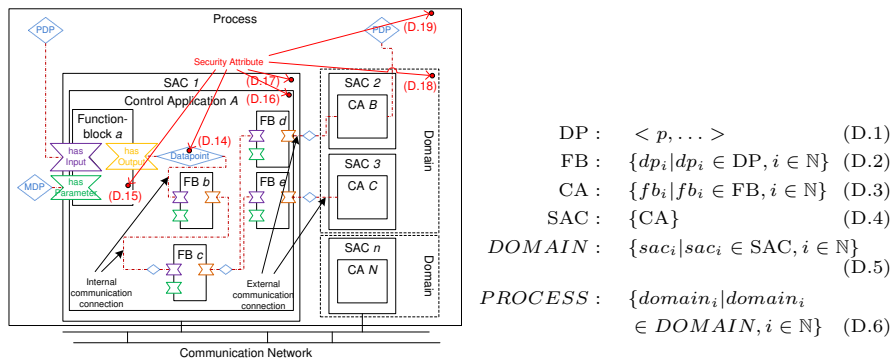 Process
(D.19)
PDP
PDP
Security Attribute
SAC 1
(D.17)
(D.18)
SAC 2
(D.16)
Control Application A
CA B
Function-
block a
FB d
(D.14)
has
Input
has
Output
Datapoint
Domain
SAC 3
MDP
has
Parameter
(D.15)
FB b
FB e
CA C
FB c
SAC n
CA N
Domain
Internal
communication
connection
External
communication
connection
Communication Network
DP : < p, . . . > (D.1)
FB : {dp_i|dp_i ∈ DP, i ∈ ℕ} (D.2)
CA : {fb_i|fb_i ∈ FB, i ∈ ℕ} (D.3)
SAC : {CA} (D.4)
DOMAIN : {sac_i|sac_i ∈ SAC, i ∈ ℕ}
(D.5)
PROCESS : {domain_i|domain_i
∈ DOMAIN, i ∈ ℕ} (D.6)